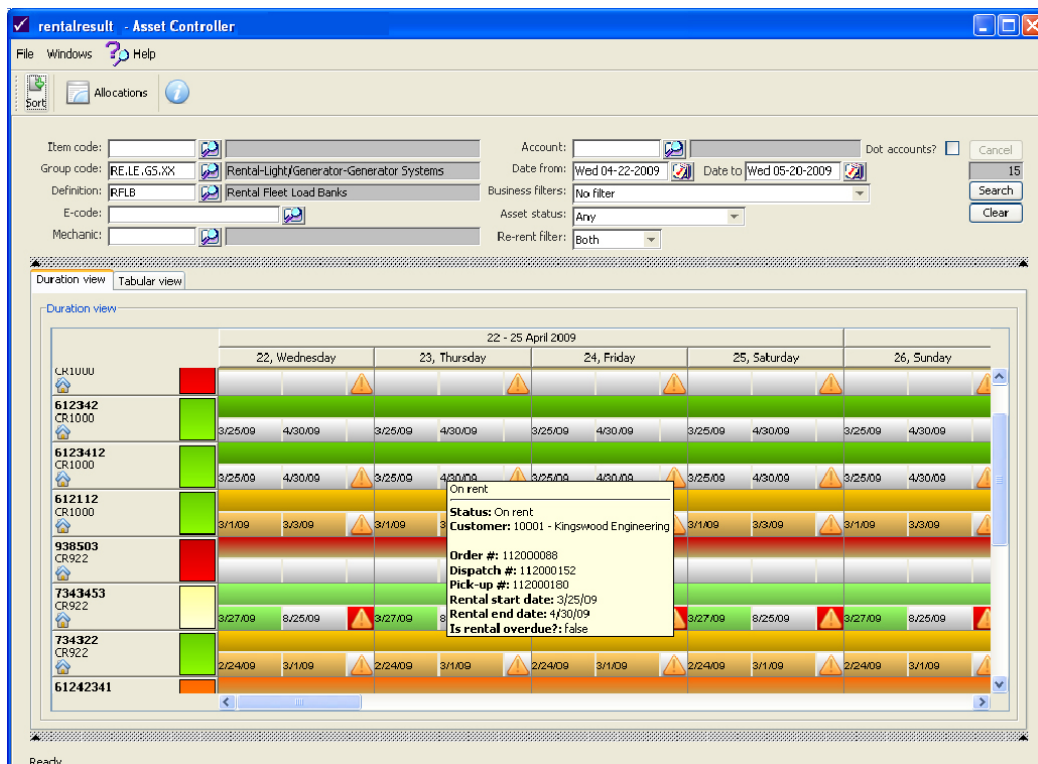 rentalresult - Asset Controller
File Windows Help
Sort Allocations
Item code: Account: Dot accounts? Cancel
Group code: RE.LE.GS.XX Rental-Light/Generator-Generator Systems Date from: Wed 04-22-2009 Date to Wed 05-20-2009 15
Definition: RFLB Rental Fleet Load Banks Business filters: No filter Search
E-code: Asset status: Any Clear
Mechanic: Re-rent filter: Both
Duration view Tabular view
Duration view
22 - 25 April 2009
22, Wednesday 23, Thursday 24, Friday 25, Saturday 26, Sunday
CR1000
612342
CR1000
3/25/09 4/30/09 3/25/09 4/30/09 3/25/09 4/30/09 3/25/09 4/30/09 3/25/09 4/30/09
6123412
CR1000
3/25/09 4/30/09 3/25/09 4/30/09 3/25/09 4/30/09 3/25/09 4/30/09 3/25/09 4/30/09
612112
CR1000
3/1/09 3/3/09 3/1/09 3 3/1/09 3/3/09 3/1/09 3/3/09
938503
CR922
7343453
CR922
3/27/09 8/25/09 3/27/09 8 3/27/09 8/25/09 3/27/09 8/25/09
734322
CR922
2/24/09 3/1/09 2/24/09 3/1/09 2/24/09 3/1/09 2/24/09 3/1/09 2/24/09 3/1/09
61242341
On rent
Status: On rent
Customer: 10001 - Kingswood Engineering
Order #: 112000088
Dispatch #: 112000152
Pick-up #: 112000180
Rental start date: 3/25/09
Rental end date: 4/30/09
Is rental overdue?: false
Ready